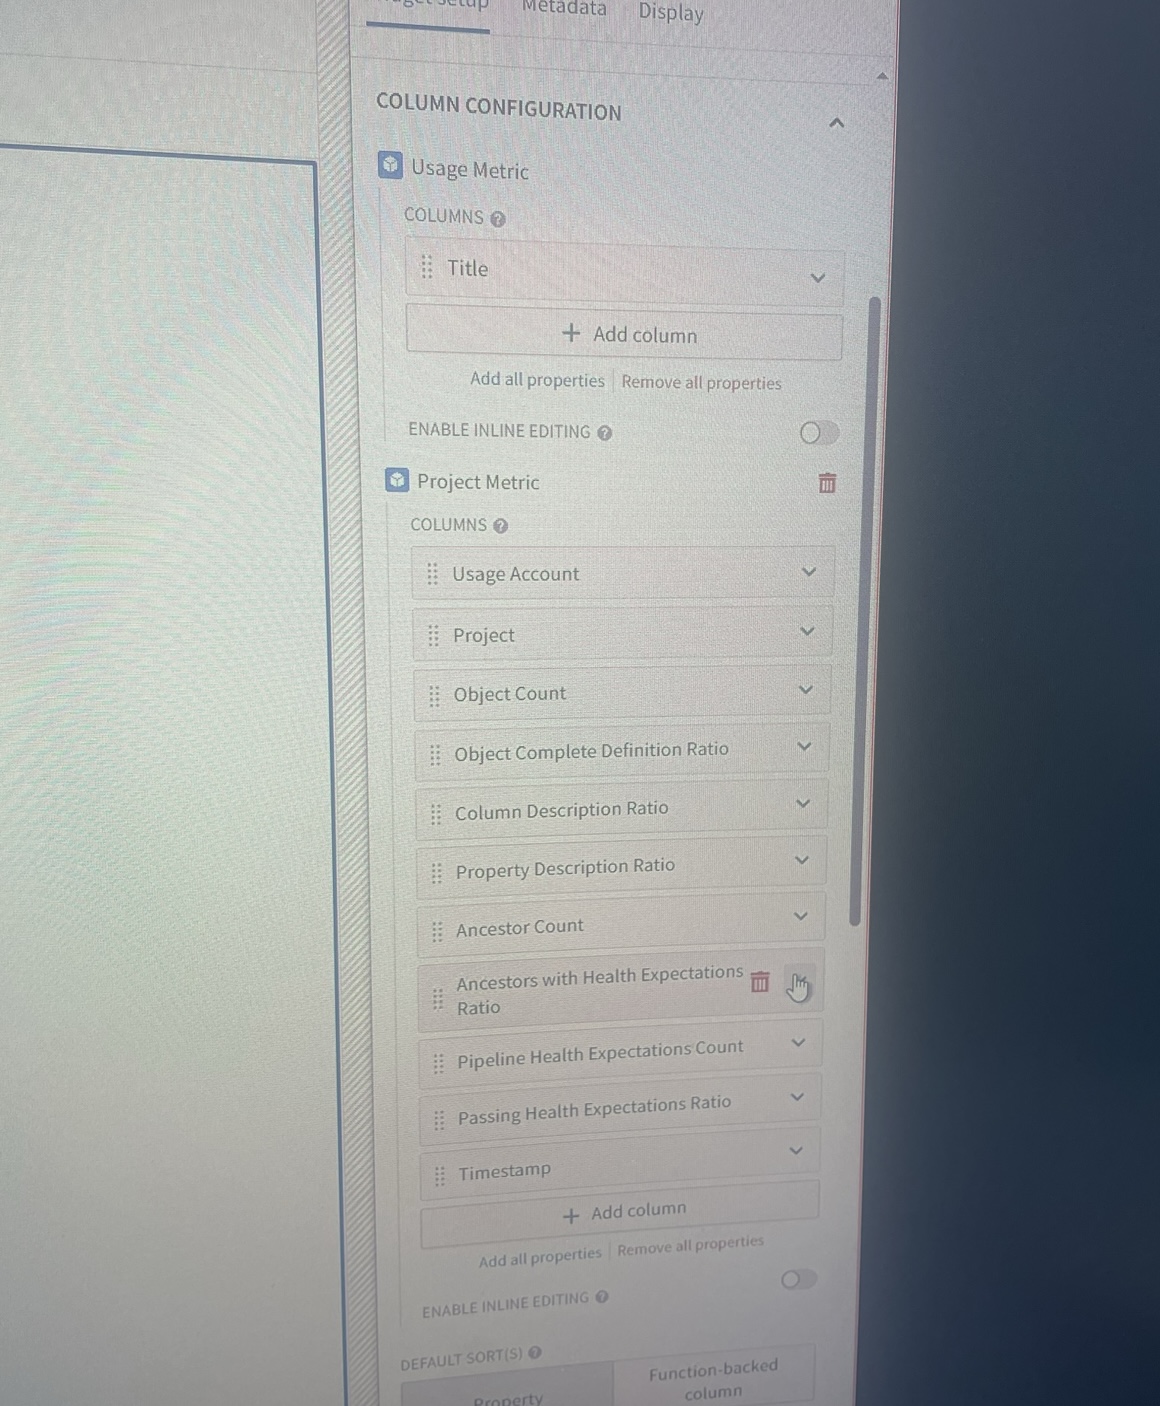 Metadata
Display
COLUMN CONFIGURATION
Usage Metric
COLUMNS
Title
+ Add column
Add all properties | Remove all properties
ENABLE INLINE EDITING
Project Metric
COLUMNS
Usage Account
Project
Object Count
Object Complete Definition Ratio
Column Description Ratio
Property Description Ratio
Ancestor Count
Ancestors with Health Expectations
Ratio
Pipeline Health Expectations Count
Passing Health Expectations Ratio
Timestamp
+ Add column
Add all properties | Remove all properties
ENABLE INLINE EDITING
DEFAULT SORT(S)
Property
Function-backed
column